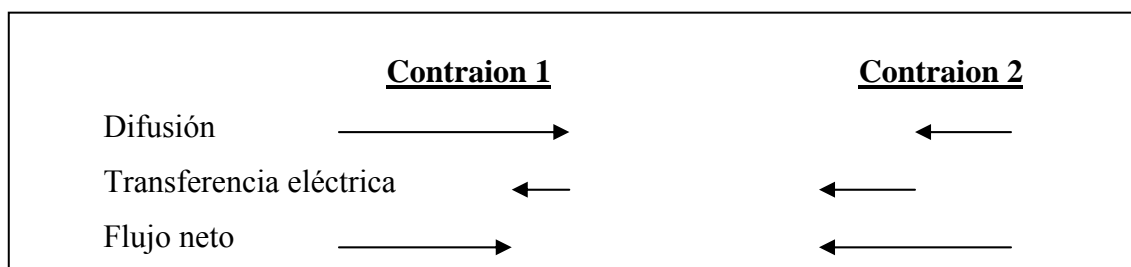 Contraion 1 Contraion 2
Difusión
Transferencia eléctrica
Flujo neto